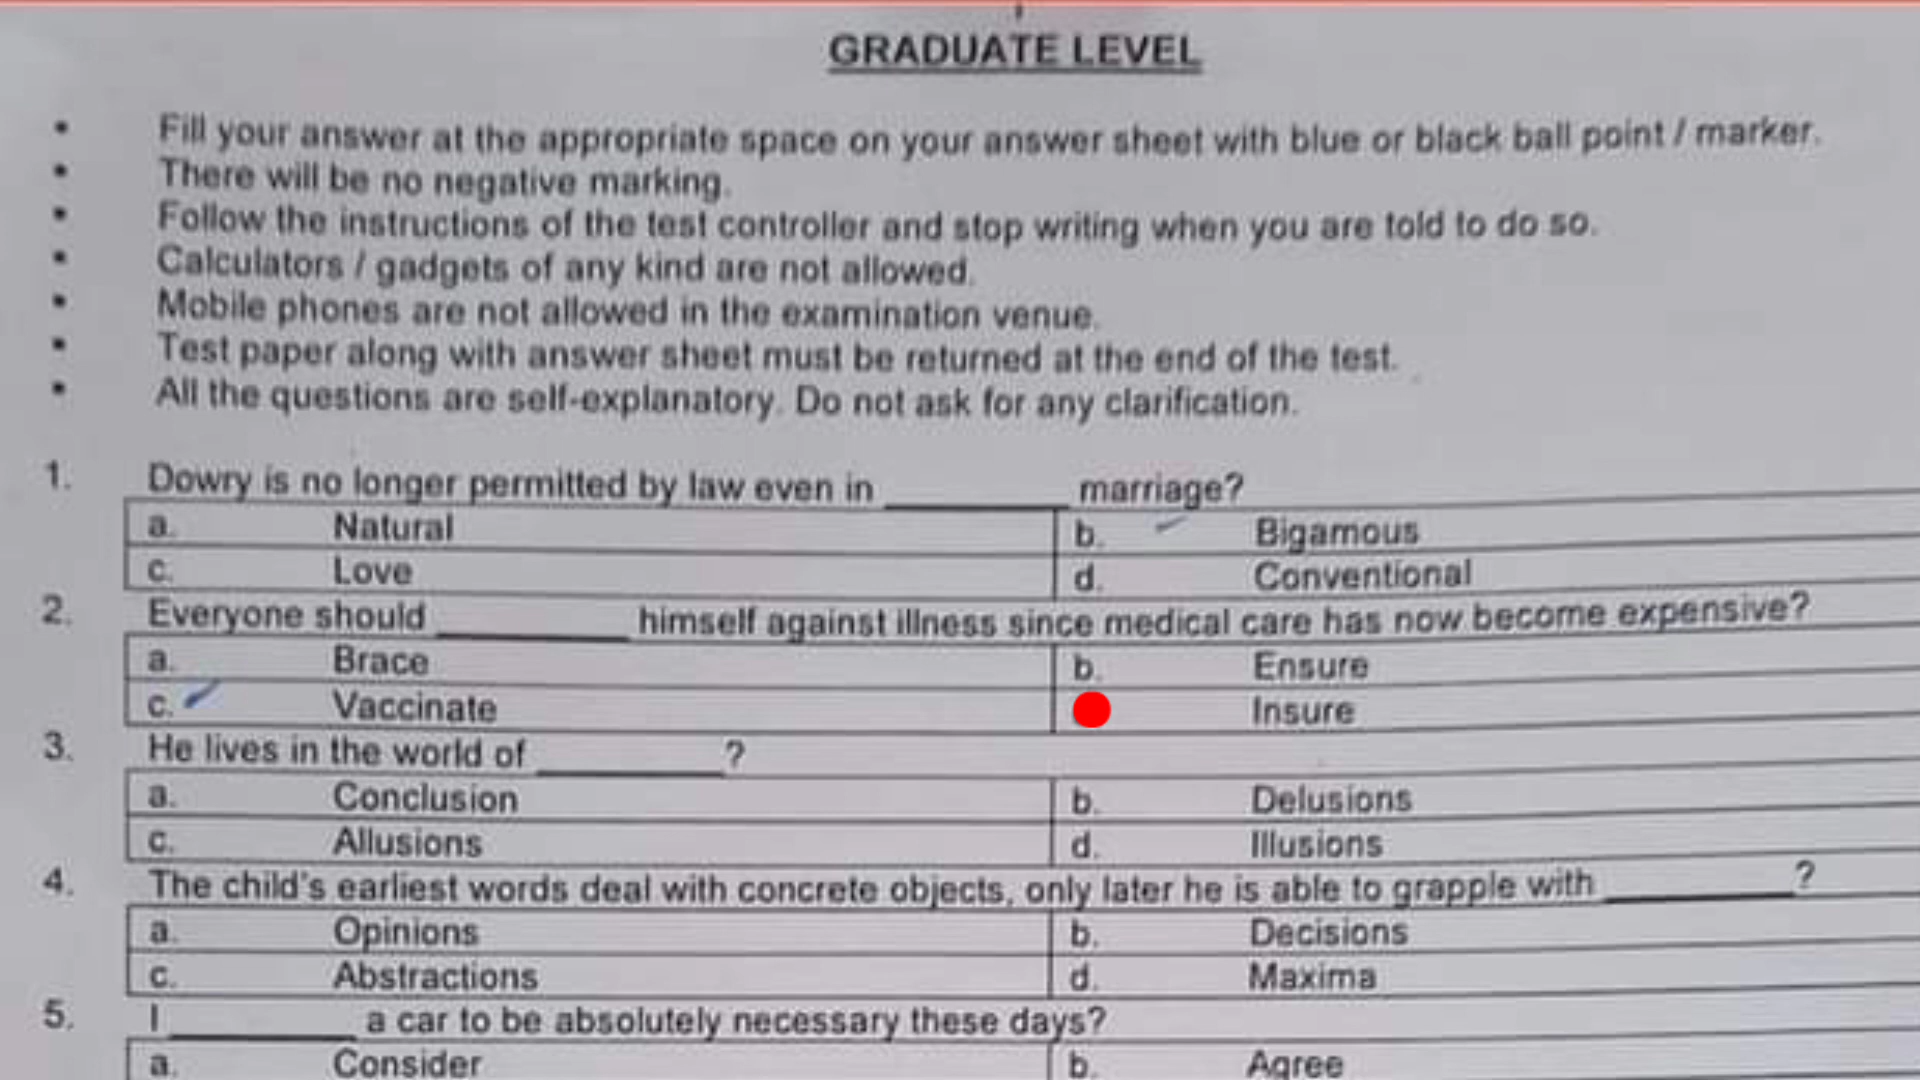 GRADUATE LEVEL
• Fill your answer at the appropriate space on your answer sheet with blue or black ball point / marker.
• There will be no negative marking.
• Follow the instructions of the test controller and stop writing when you are told to do so.
• Calculators / gadgets of any kind are not allowed.
• Mobile phones are not allowed in the examination venue.
• Test paper along with answer sheet must be returned at the end of the test.
• All the questions are self-explanatory. Do not ask for any clarification.
1. Dowry is no longer permitted by law even in ________ marriage?
a. Natural b. Bigamous
c. Love d. Conventional
2. Everyone should ________ himself against illness since medical care has now become expensive?
a. Brace b. Ensure
c. Vaccinate Insure
3. He lives in the world of ________?
a. Conclusion b. Delusions
c. Allusions d. Illusions
4. The child's earliest words deal with concrete objects, only later he is able to grapple with ________?
a. Opinions b. Decisions
c. Abstractions d. Maxima
5. I ________ a car to be absolutely necessary these days?
a. Consider b. Agree